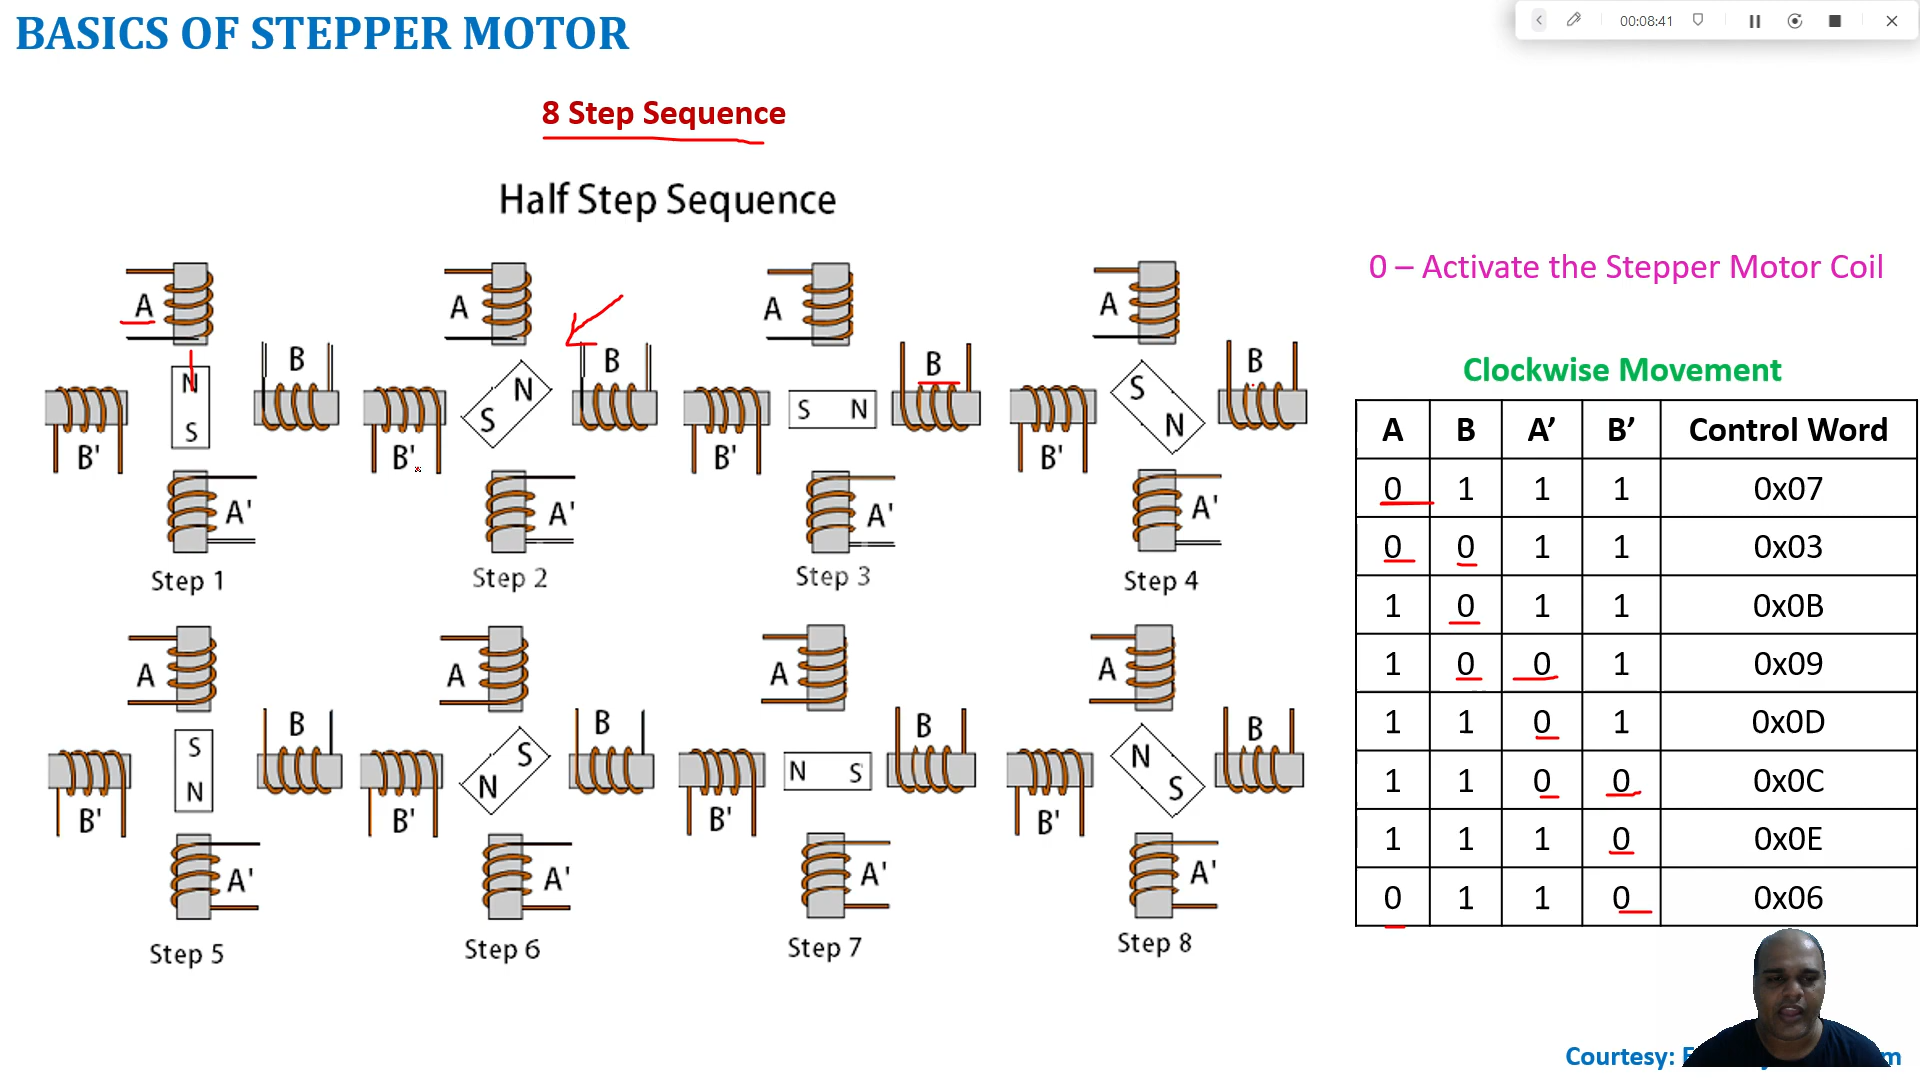 BASICS OF STEPPER MOTOR
00:08:41
8 Step Sequence
Half Step Sequence
0 – Activate the Stepper Motor Coil
Clockwise Movement
A B A’ B’ Control Word
0 1 1 1 0x07
0 0 1 1 0x03
1 0 1 1 0x0B
1 0 0 1 0x09
1 1 0 1 0x0D
1 1 0 0 0x0C
1 1 1 0 0x0E
0 1 1 0 0x06
A
B
N
S
B'
A'
Step 1
A
B
N
S
B'
A'
Step 2
A
B
S N
B'
A'
Step 3
A
B
S
N
B'
A'
Step 4
A
B
S
N
B'
A'
Step 5
A
B
S
N
B'
A'
Step 6
A
B
N S
B'
A'
Step 7
A
B
N
S
B'
A'
Step 8
Courtesy: